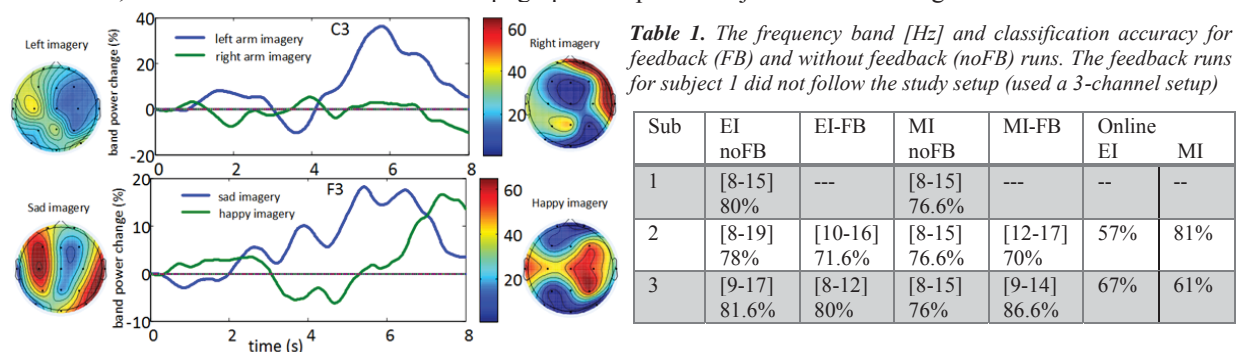 Left imagery
band power change (%)
40
20
0
-20
0 2 4 6 8
C3
left arm imagery
right arm imagery
Right imagery
60
40
20
Sad imagery
band power change (%)
20
10
0
-10
0 2 4 6 8
time (s)
F3
sad imagery
happy imagery
Happy imagery
60
40
20
Table 1. The frequency band [Hz] and classification accuracy for
feedback (FB) and without feedback (noFB) runs. The feedback runs
for subject 1 did not follow the study setup (used a 3-channel setup)
Sub EI EI-FB MI MI-FB Online
noFB noFB EI MI
1 [8-15] --- [8-15] --- -- --
80% 76.6%
2 [8-19] [10-16] [8-15] [12-17] 57% 81%
78% 71.6% 76.6% 70%
3 [9-17] [8-12] [8-15] [9-14] 67% 61%
81.6% 80% 76% 86.6%